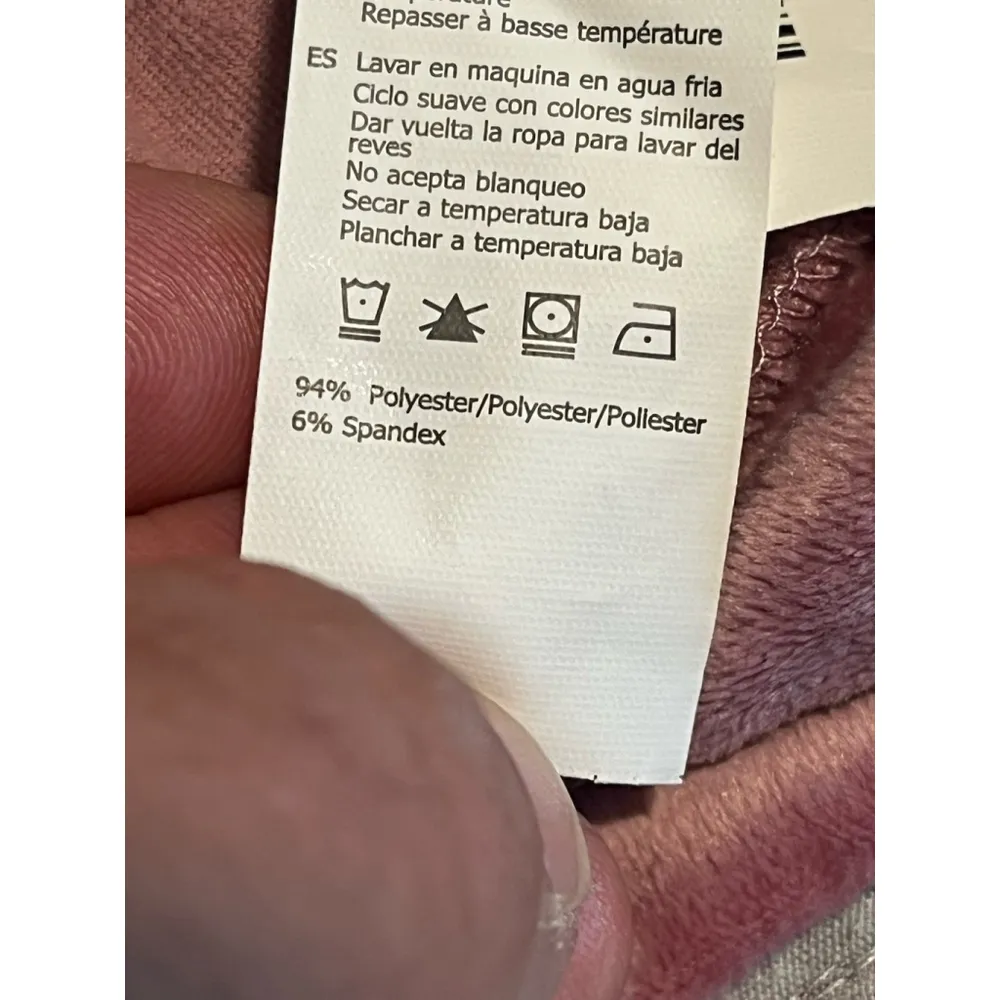 Repasser à basse température
ES Lavar en maquina en agua fria
Ciclo suave con colores similares
Dar vuelta la ropa para lavar del
reves
No acepta blanqueo
Secar a temperatura baja
Planchar a temperatura baja
94% Polyester/Polyester/Poliester
6% Spandex